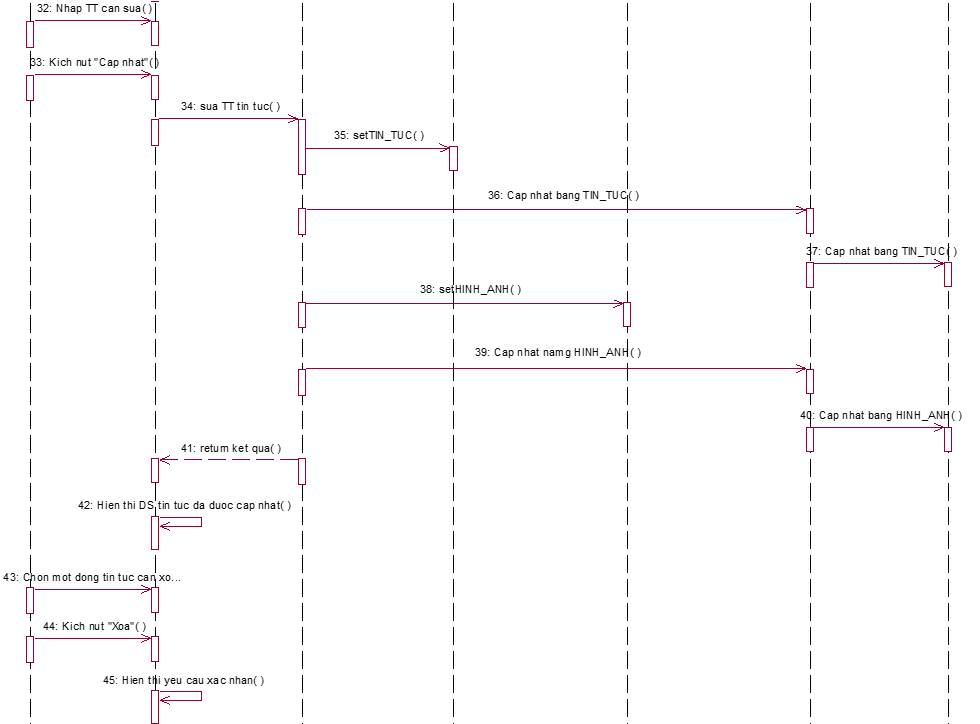 32: Nhap TT can sua( )
33: Kich nut "Cap nhat"( )
34: sua TT tin tuc( )
35: setTIN_TUC( )
36: Cap nhat bang TIN_TUC( )
37: Cap nhat bang TIN_TUC( )
38: setHINH_ANH( )
39: Cap nhat namg HINH_ANH( )
40: Cap nhat bang HINH_ANH( )
41: return ket qua( )
42: Hien thi DS tin tuc da duoc cap nhat( )
43: Chon mot dong tin tuc can xo...
44: Kich nut "Xoa"( )
45: Hien thi yeu cau xac nhan( )